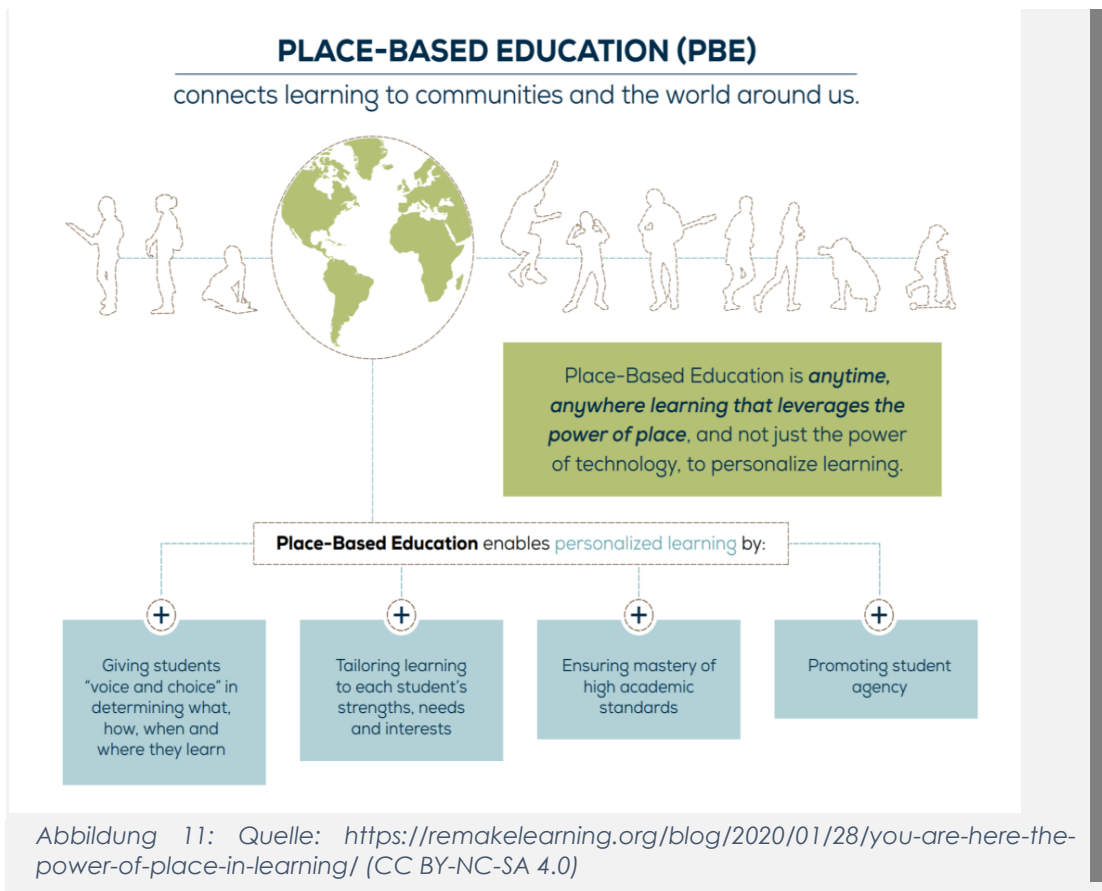 PLACE-BASED EDUCATION (PBE)
connects learning to communities and the world around us.
Place-Based Education is anytime,
anywhere learning that leverages the
power of place, and not just the power
of technology, to personalize learning.
Place-Based Education enables personalized learning by:
+
+
+
+
Giving students
"voice and choice" in
determining what,
how, when and
where they learn
Tailoring learning
to each student's
strengths, needs
and interests
Ensuring mastery of
high academic
standards
Promoting student
agency
Abbildung 11: Quelle: https://remakelearning.org/blog/2020/01/28/you-are-here-the-
power-of-place-in-learning/ (CC BY-NC-SA 4.0)